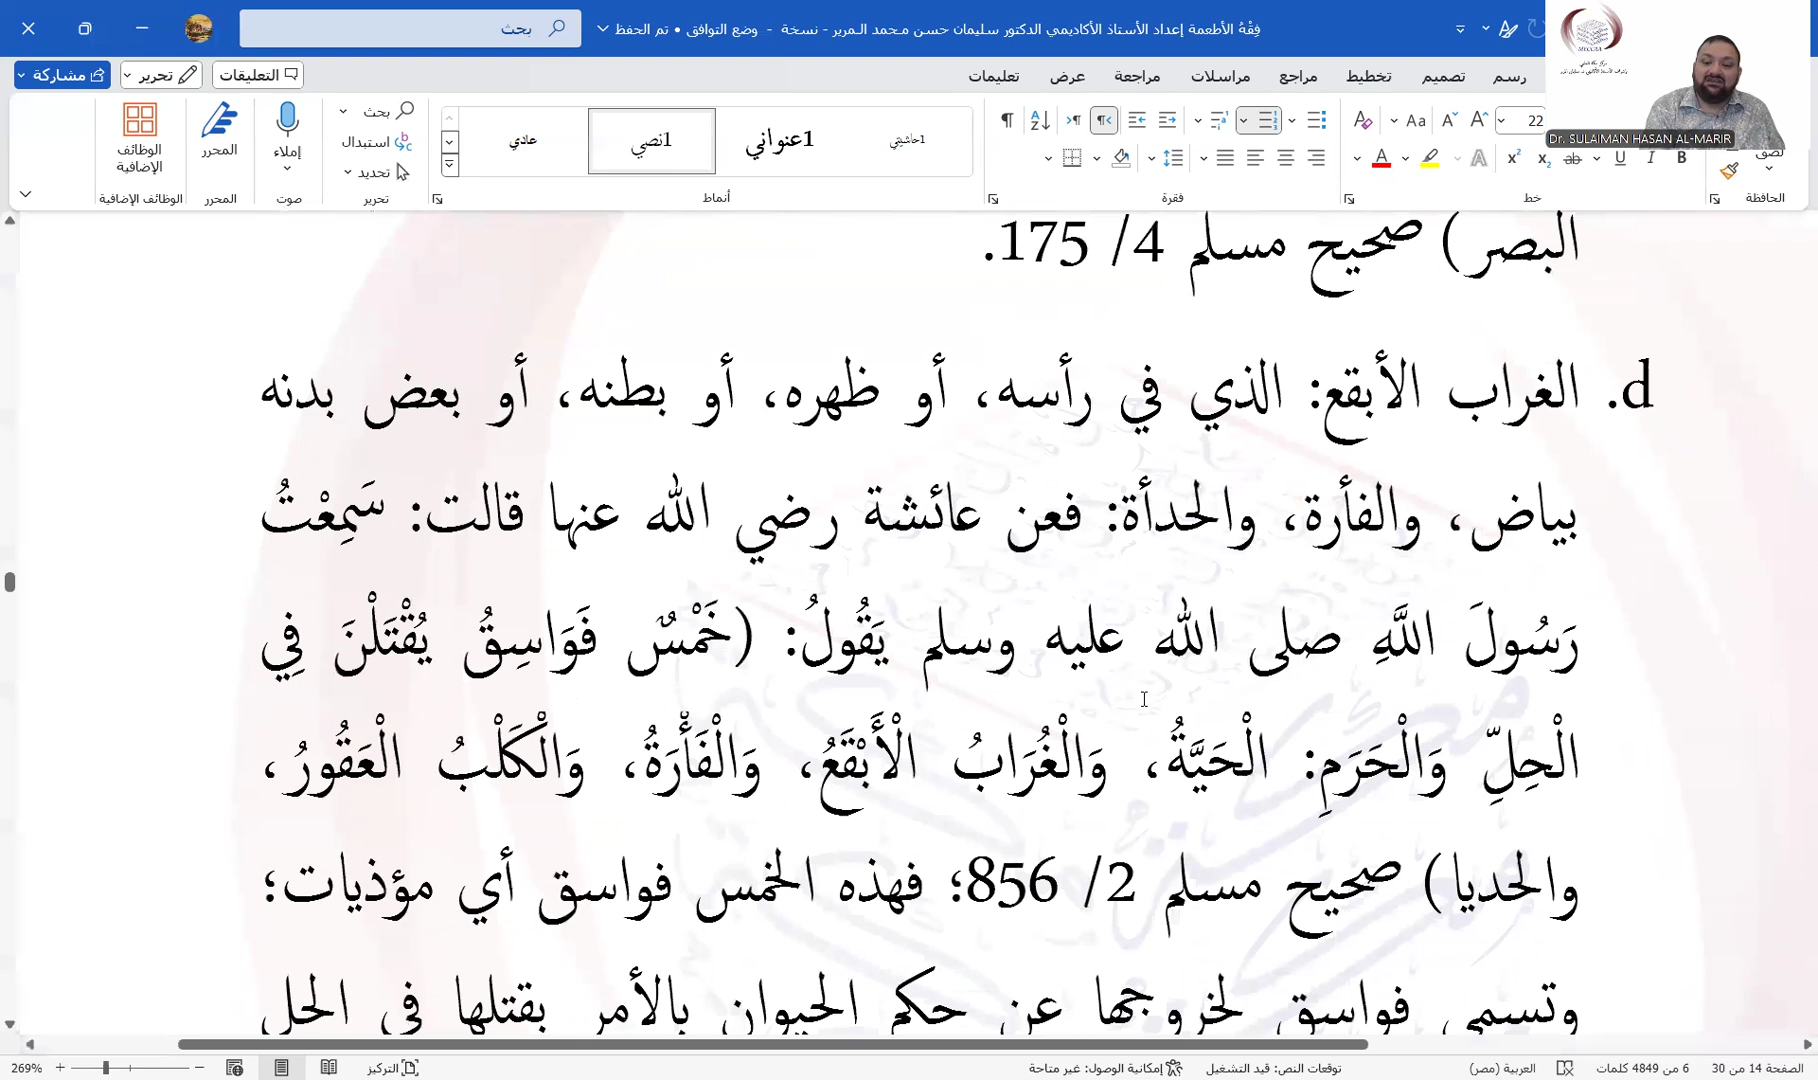 فِقْهُ الأطعمة إعداد الأستاذ الأكاديمي الدكتور سليمان حسن محمد المرير - نسخة - وضع التوافق • تم الحفظ
بحث
رسم تصميم تخطيط مراجع مراسلات مراجعة عرض تعليمات
التعليقات تحرير مشاركة
22
Aa
B I U
1حاشيتي 1عنواني 1نصي عادي
بحث
استبدال
تحديد
إملاء
المحرر
الوظائف الإضافية
الحافظة خط فقرة أنماط تحرير صوت المحرر الوظائف الإضافية
Dr. SULAIMAN HASAN AL-MARIR
البصر) صحيح مسلم 4/ 175.
d. الغراب الأبقع: الذي في رأسه، أو ظهره، أو بطنه، أو بعض بدنه
بياض، والفأرة، والحدأة: فعن عائشة رضي الله عنها قالت: سَمِعْتُ
رَسُولَ اللَّهِ صلى الله عليه وسلم يَقُولُ: (خَمْسٌ فَوَاسِقُ يُقْتَلْنَ فِي
الْحِلِّ وَالْحَرَمِ: الْحَيَّةُ، وَالْغُرَابُ الْأَبْقَعُ، وَالْفَأْرَةُ، وَالْكَلْبُ الْعَقُورُ،
والحديا) صحيح مسلم 2/ 856؛ فهذه الخمس فواسق أي مؤذيات؛
وتسمى فواسق لخروجها عن حكم الحيوان بالأمر بقتلها في الحل
الصفحة 14 من 30 6 من 4849 كلمات العربية (مصر) توقعات النص: قيد التشغيل إمكانية الوصول: غير متاحة التركيز 269%